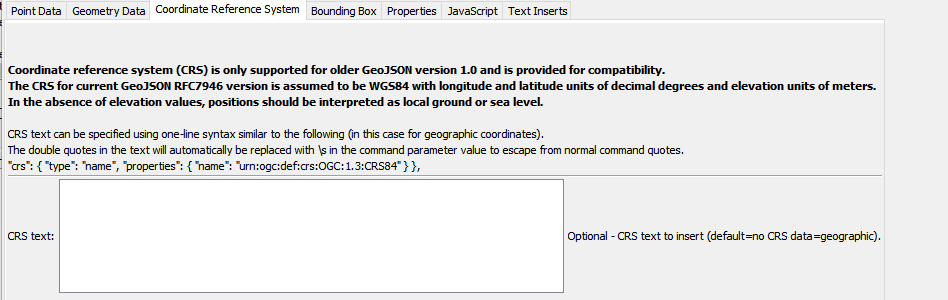 Point Data Geometry Data Coordinate Reference System Bounding Box Properties JavaScript Text Inserts
Coordinate reference system (CRS) is only supported for older GeoJSON version 1.0 and is provided for compatibility.
The CRS for current GeoJSON RFC7946 version is assumed to be WGS84 with longitude and latitude units of decimal degrees and elevation units of meters.
In the absence of elevation values, positions should be interpreted as local ground or sea level.
CRS text can be specified using one-line syntax similar to the following (in this case for geographic coordinates).
The double quotes in the text will automatically be replaced with \s in the command parameter value to escape from normal command quotes.
"crs": { "type": "name", "properties": { "name": "urn:ogc:def:crs:OGC:1.3:CRS84" } },
CRS text: Optional - CRS text to insert (default=no CRS data=geographic).